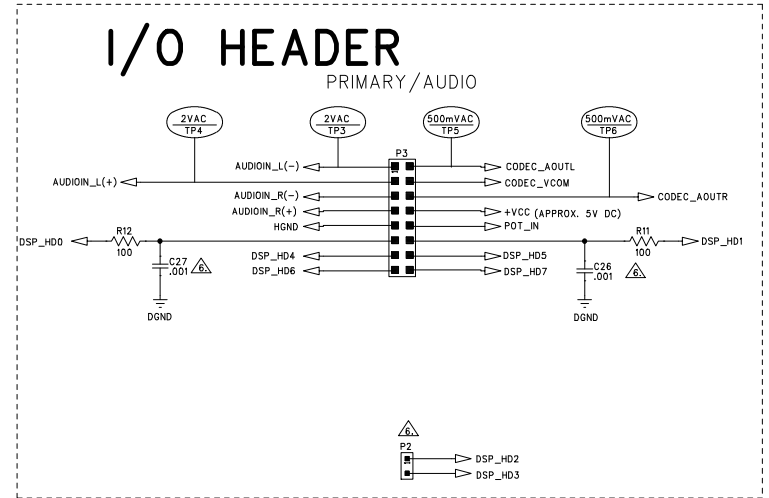 I/O HEADER
PRIMARY/AUDIO
2VAC
TP4
2VAC
TP3
500mVAC
TP5
500mVAC
TP6
P3
1
AUDIOIN_L(-)
CODEC_AOUTL
AUDIOIN_L(+)
CODEC_VCOM
AUDIOIN_R(-)
CODEC_AOUTR
AUDIOIN_R(+)
+VCC (APPROX. 5V DC)
HGND
POT_IN
DSP_HD0
R12
100
R11
100
DSP_HD1
C27
.001
6.
DSP_HD4
DSP_HD5
C26
.001
6.
DSP_HD6
DSP_HD7
DGND
DGND
6.
P2
1
DSP_HD2
DSP_HD3